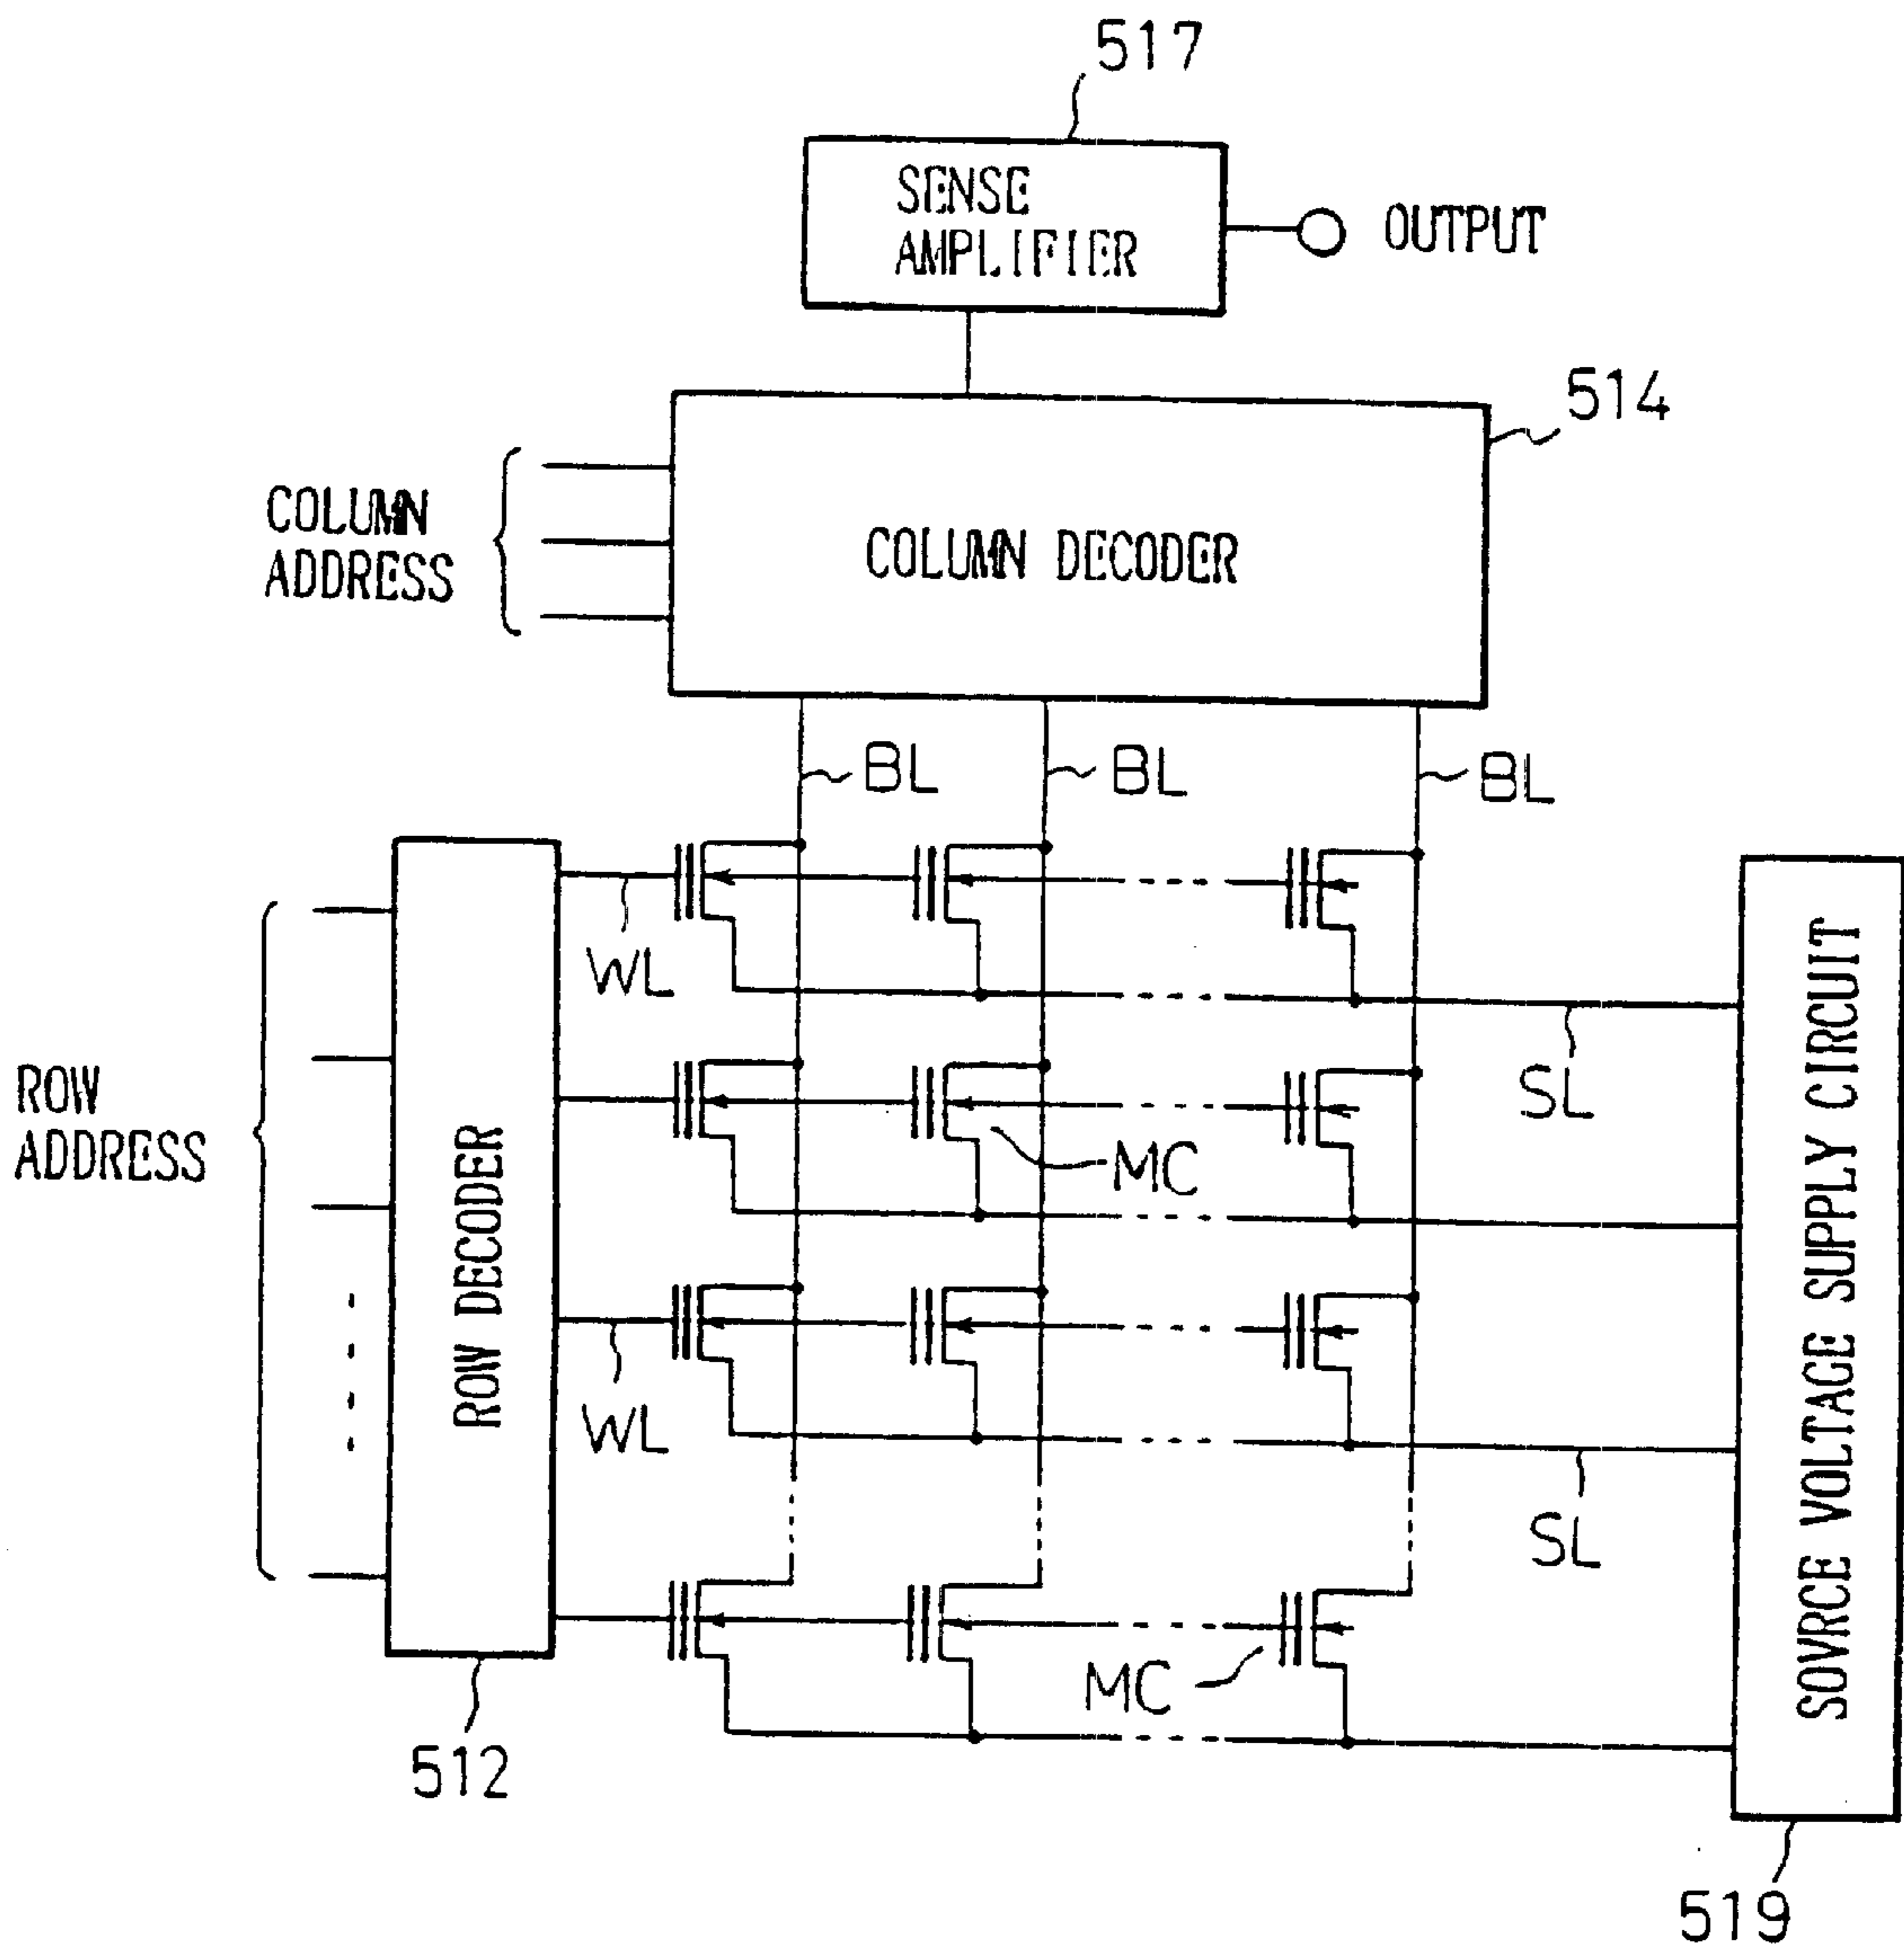 517
SENSE
AMPLIFIER
OUTPUT
514
COLUMN
ADDRESS
COLUMN DECODER
BL
BL
BL
WL
SL
ROW
ADDRESS
ROW DECODER
MC
WL
SL
MC
SOVRCE VOLTAGE SUPPLY CIRCUIT
512
519